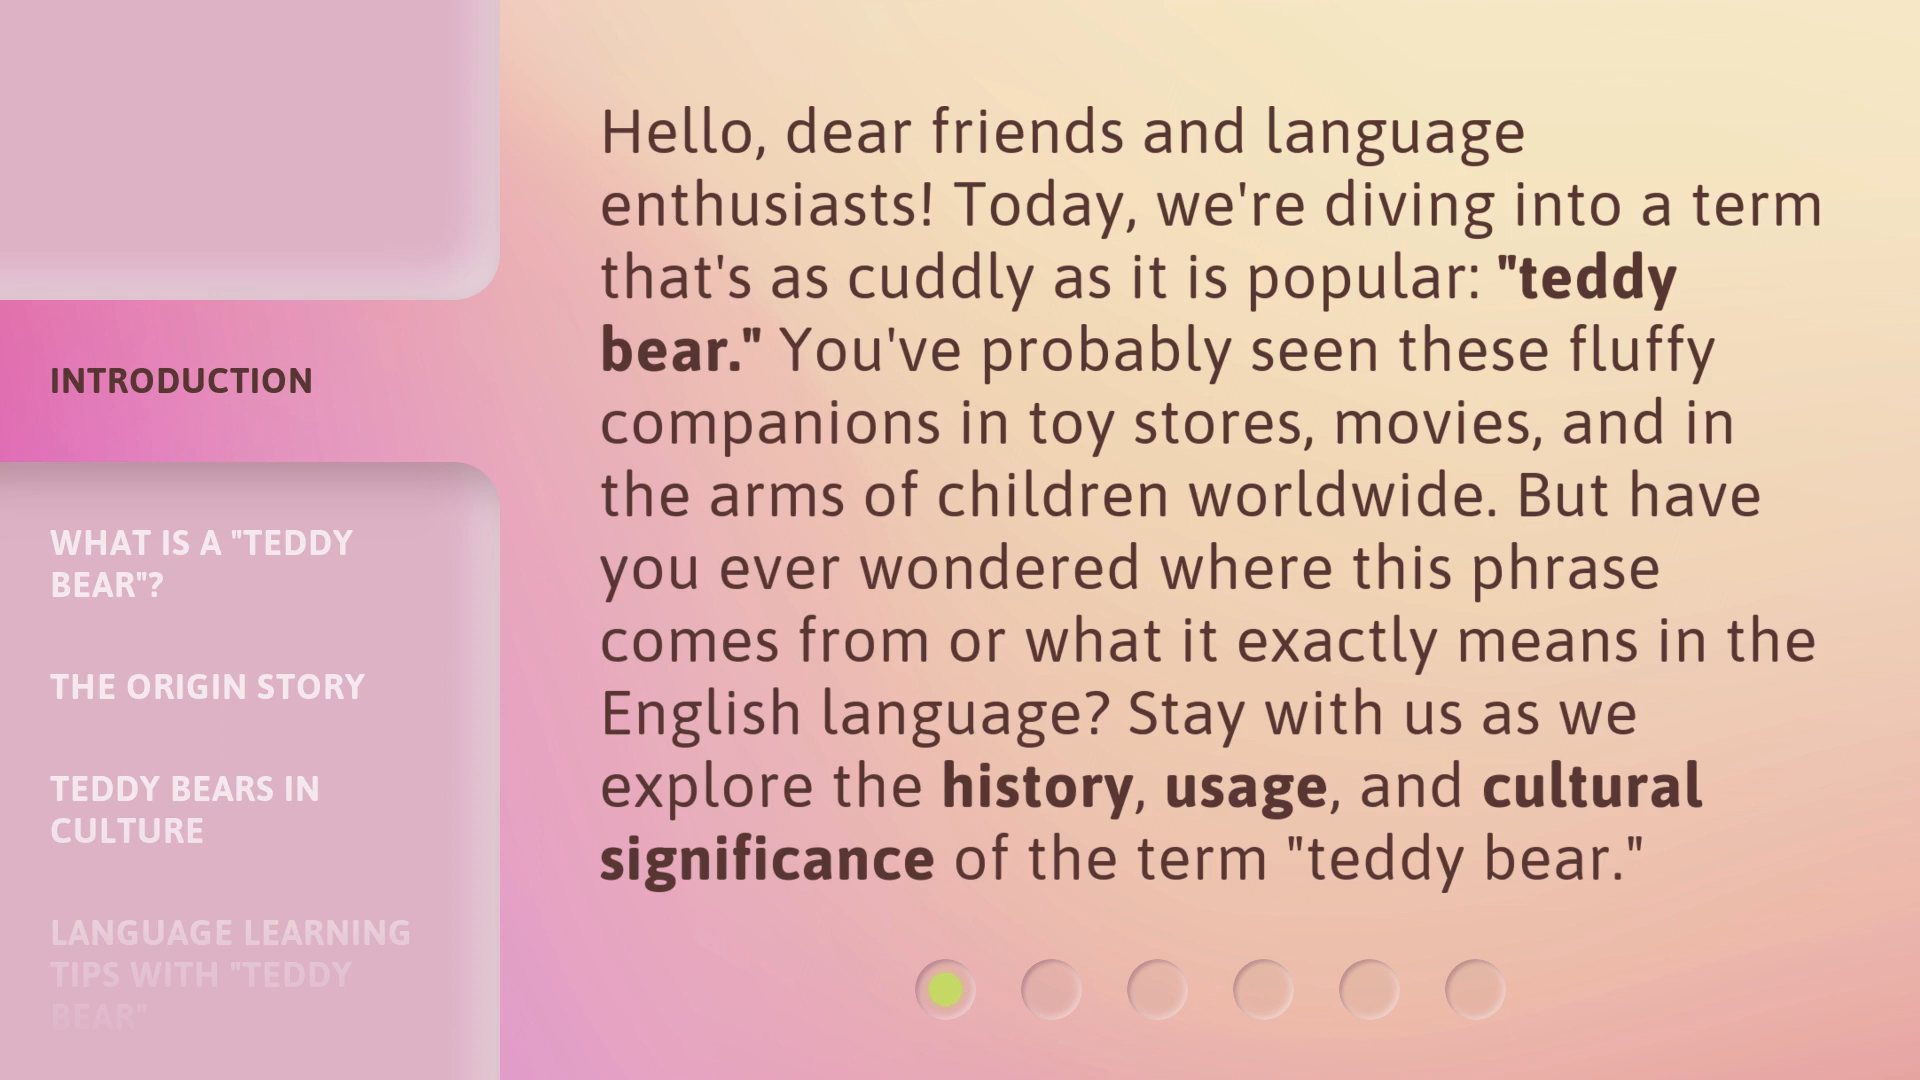 INTRODUCTION
WHAT IS A "TEDDY
BEAR"?
THE ORIGIN STORY
TEDDY BEARS IN
CULTURE
LANGUAGE LEARNING
TIPS WITH "TEDDY
BEAR"
Hello, dear friends and language
enthusiasts! Today, we're diving into a term
that's as cuddly as it is popular: "teddy
bear." You've probably seen these fluffy
companions in toy stores, movies, and in
the arms of children worldwide. But have
you ever wondered where this phrase
comes from or what it exactly means in the
English language? Stay with us as we
explore the history, usage, and cultural
significance of the term "teddy bear."